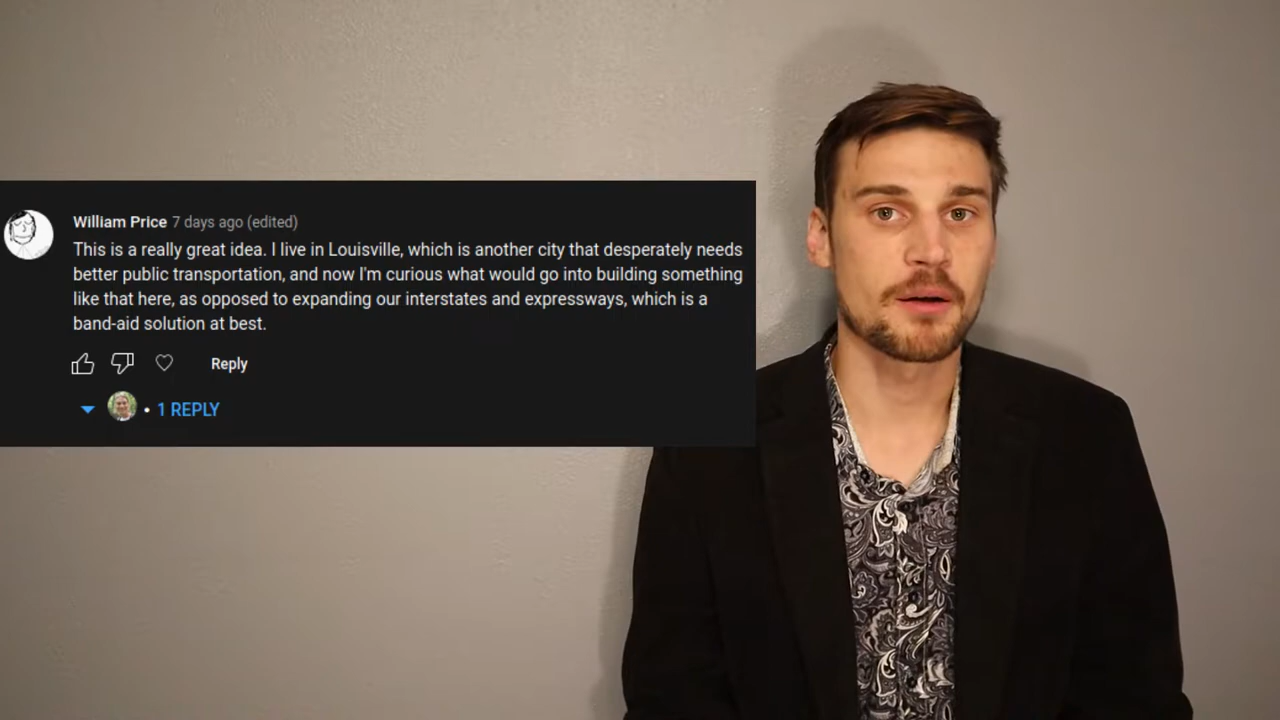 William Price 7 days ago (edited)
This is a really great idea. I live in Louisville, which is another city that desperately needs
better public transportation, and now I'm curious what would go into building something
like that here, as opposed to expanding our interstates and expressways, which is a
band-aid solution at best.
Reply
• 1 REPLY